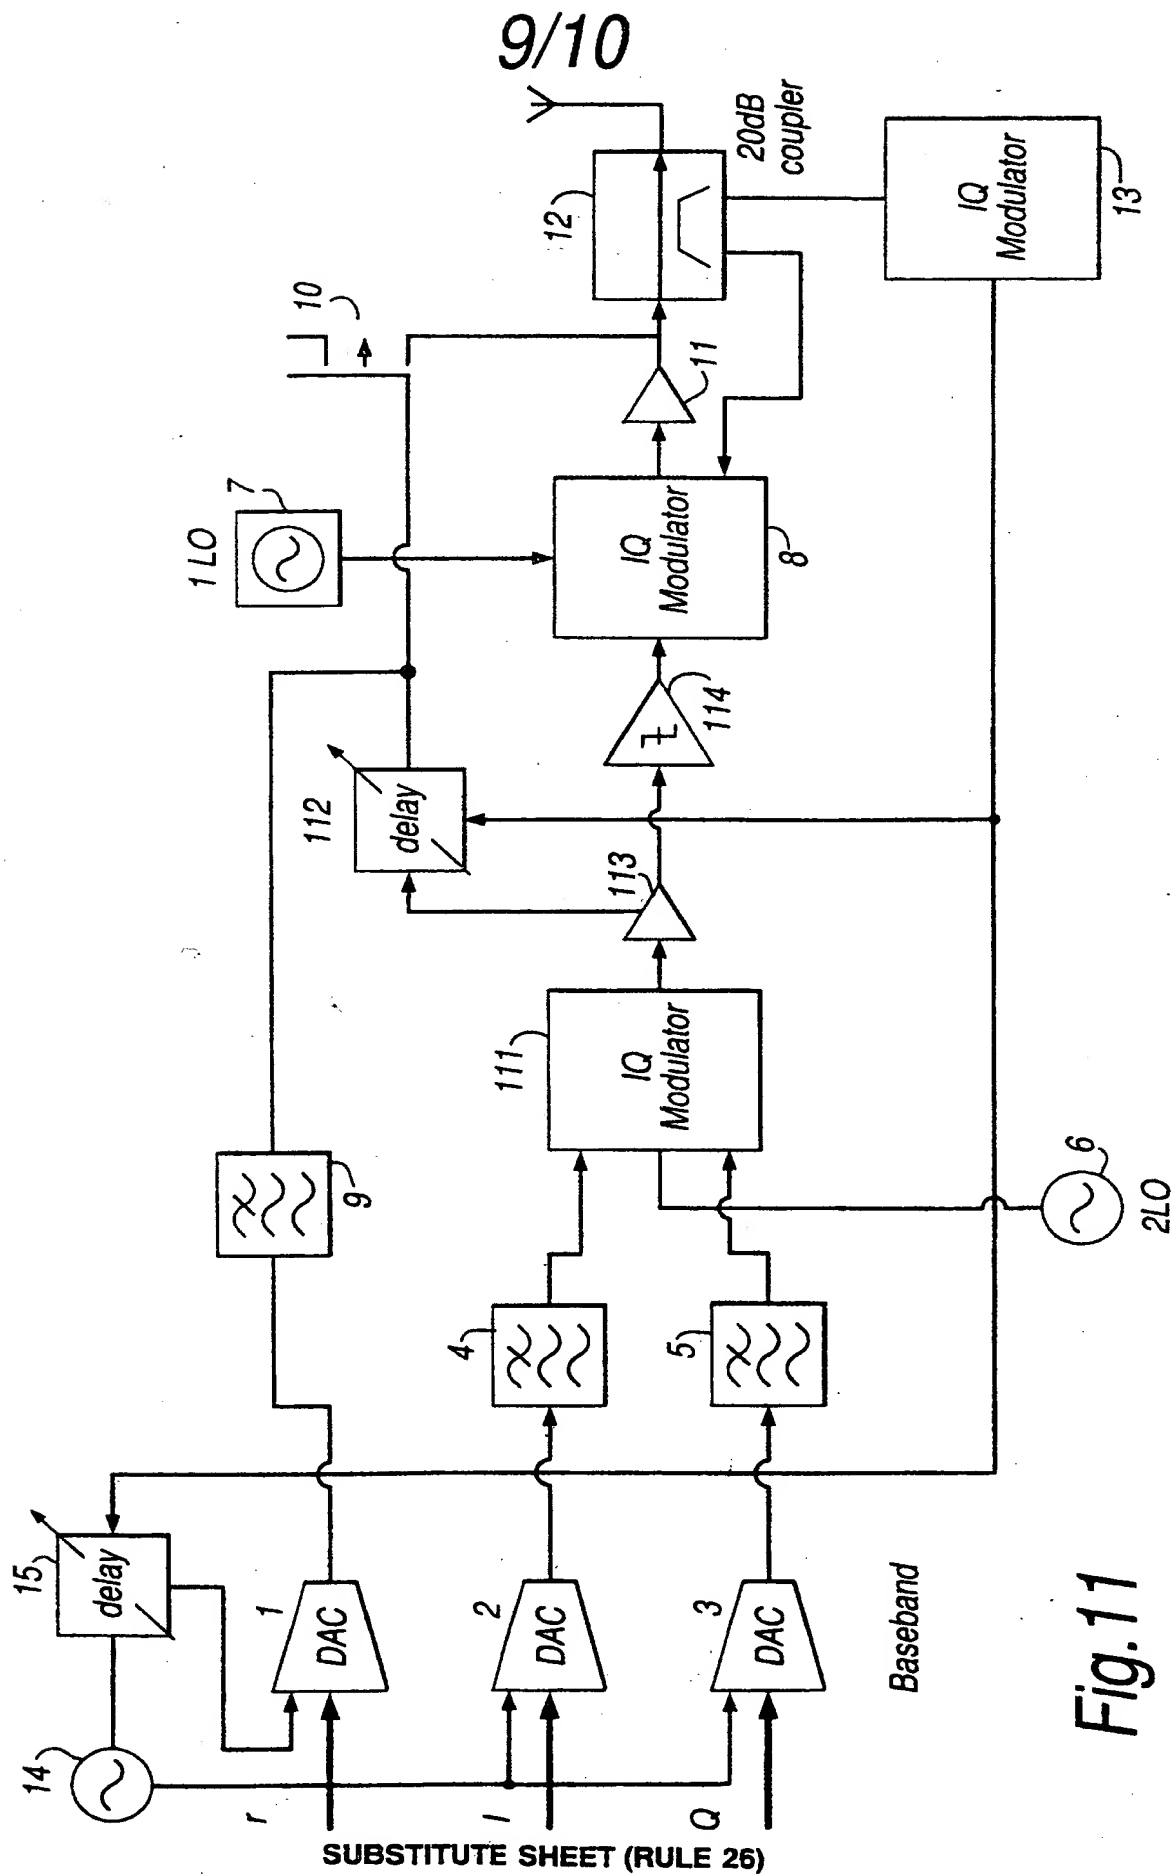 9/10
14
15
delay
r
1
DAC
I
2
DAC
Q
3
DAC
Baseband
9
4
5
111
IQ
Modulator
6
2LO
113
112
delay
114
1 LO
7
IQ
Modulator
8
10
11
12
20dB
coupler
IQ
Modulator
13
Fig.11
SUBSTITUTE SHEET (RULE 26)